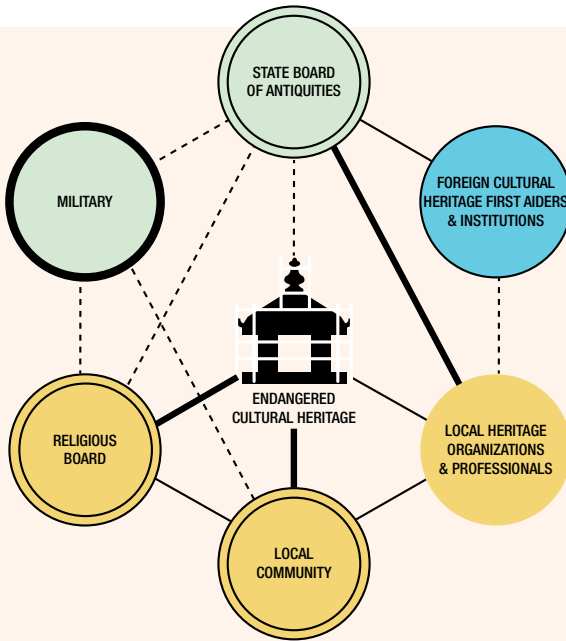 STATE BOARD
OF ANTIQUITIES
MILITARY
FOREIGN CULTURAL
HERITAGE FIRST AIDERS
& INSTITUTIONS
ENDANGERED
CULTURAL HERITAGE
RELIGIOUS
BOARD
LOCAL HERITAGE
ORGANIZATIONS
& PROFESSIONALS
LOCAL
COMMUNITY